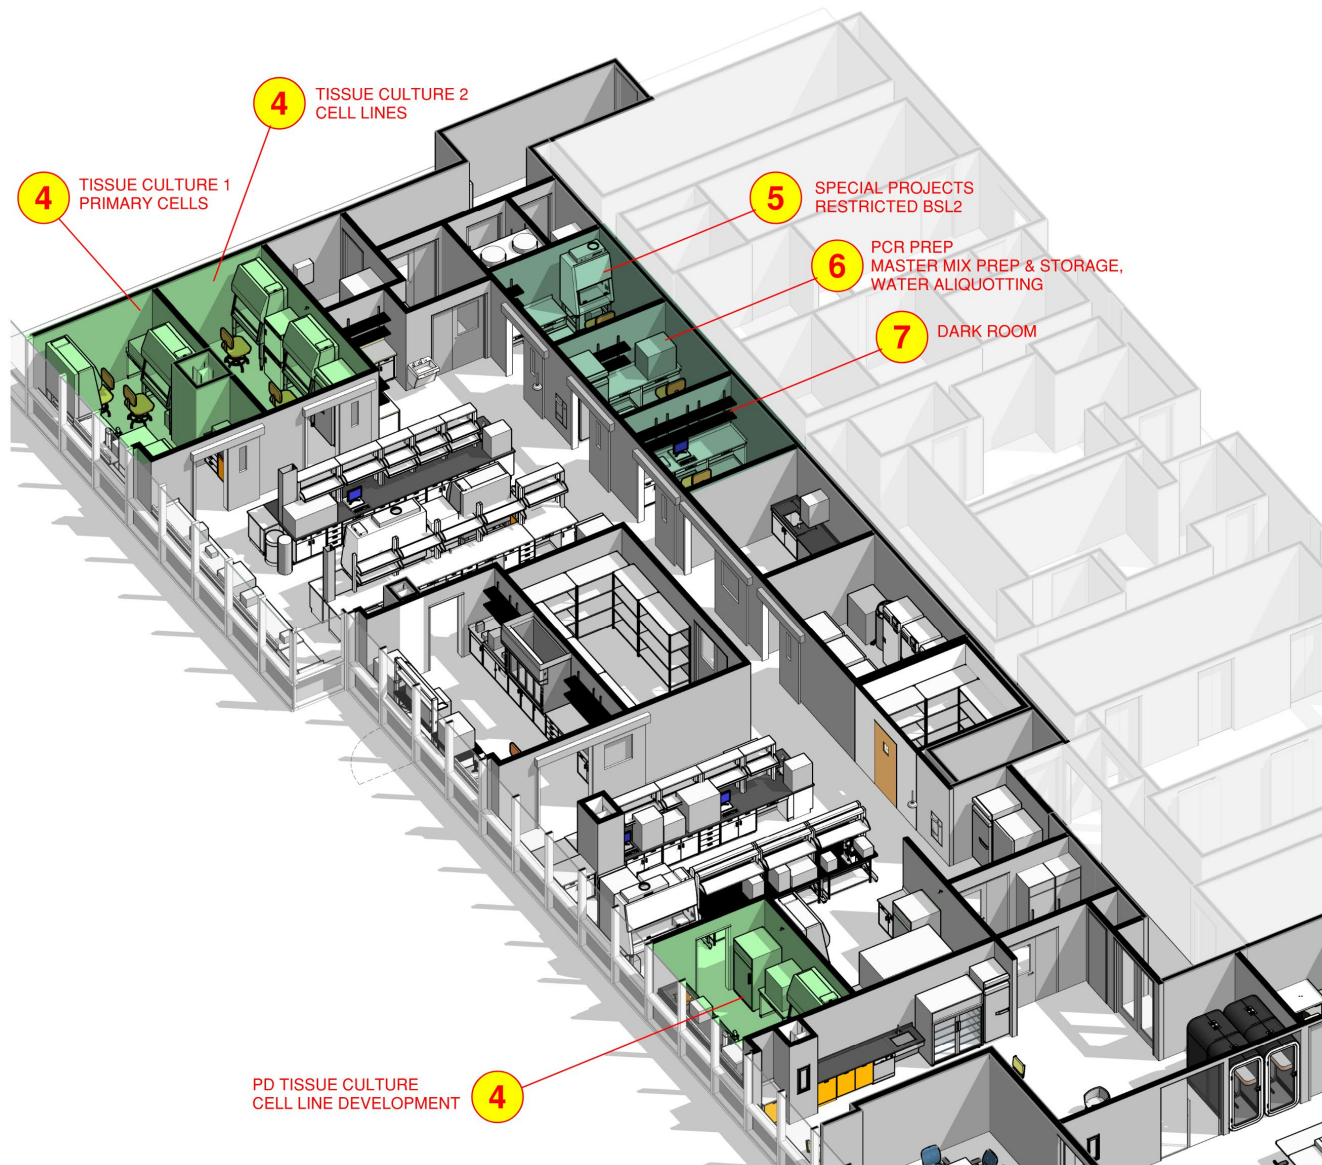 4
TISSUE CULTURE 2
CELL LINES
4
TISSUE CULTURE 1
PRIMARY CELLS
5
SPECIAL PROJECTS
RESTRICTED BSL2
6
PCR PREP
MASTER MIX PREP & STORAGE,
WATER ALIQUOTTING
7
DARK ROOM
PD TISSUE CULTURE
CELL LINE DEVELOPMENT
4